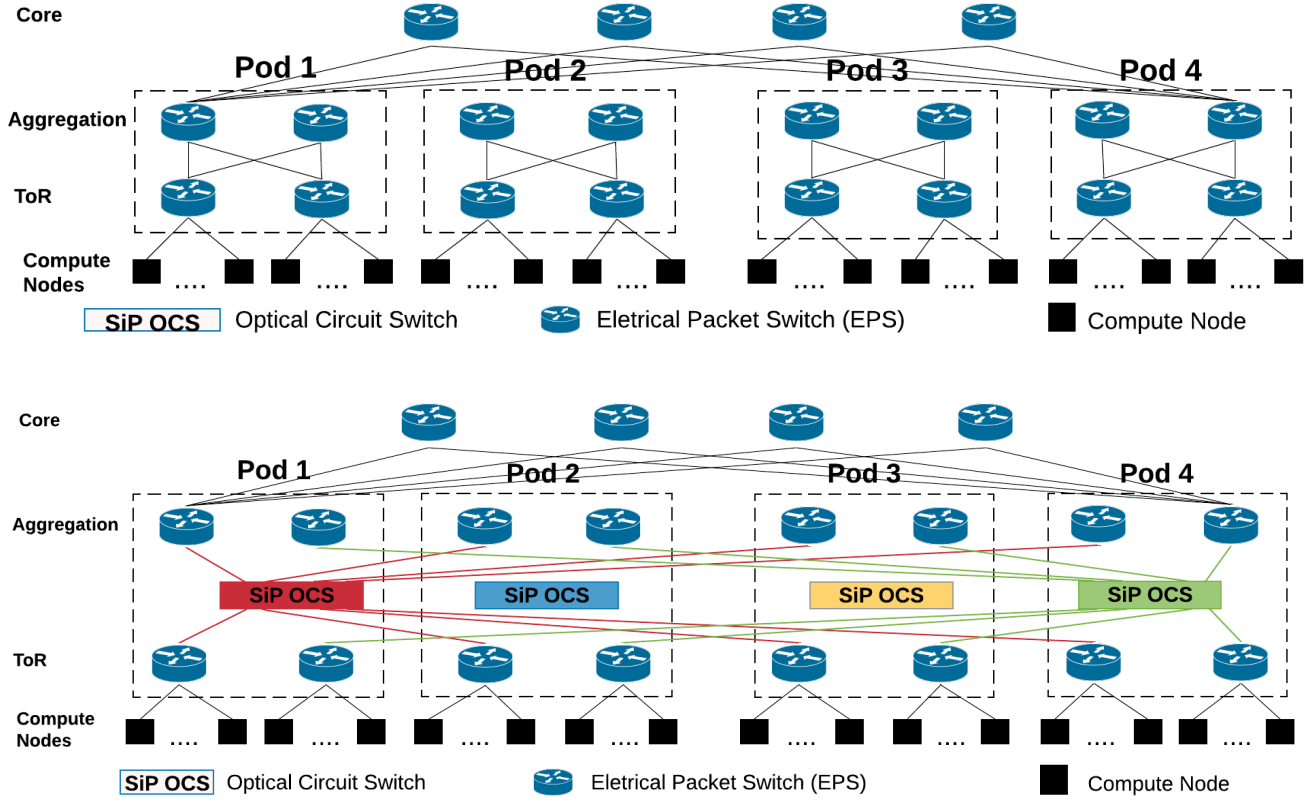 Core
Pod 1
Pod 2
Pod 3
Pod 4
Aggregation
ToR
Compute
Nodes
.... .... .... .... .... .... .... ....
SiP OCS Optical Circuit Switch Eletrical Packet Switch (EPS) Compute Node
Core
Pod 1
Pod 2
Pod 3
Pod 4
Aggregation
SiP OCS SiP OCS SiP OCS SiP OCS
ToR
Compute
Nodes
.... .... .... .... .... .... .... ....
SiP OCS Optical Circuit Switch Eletrical Packet Switch (EPS) Compute Node